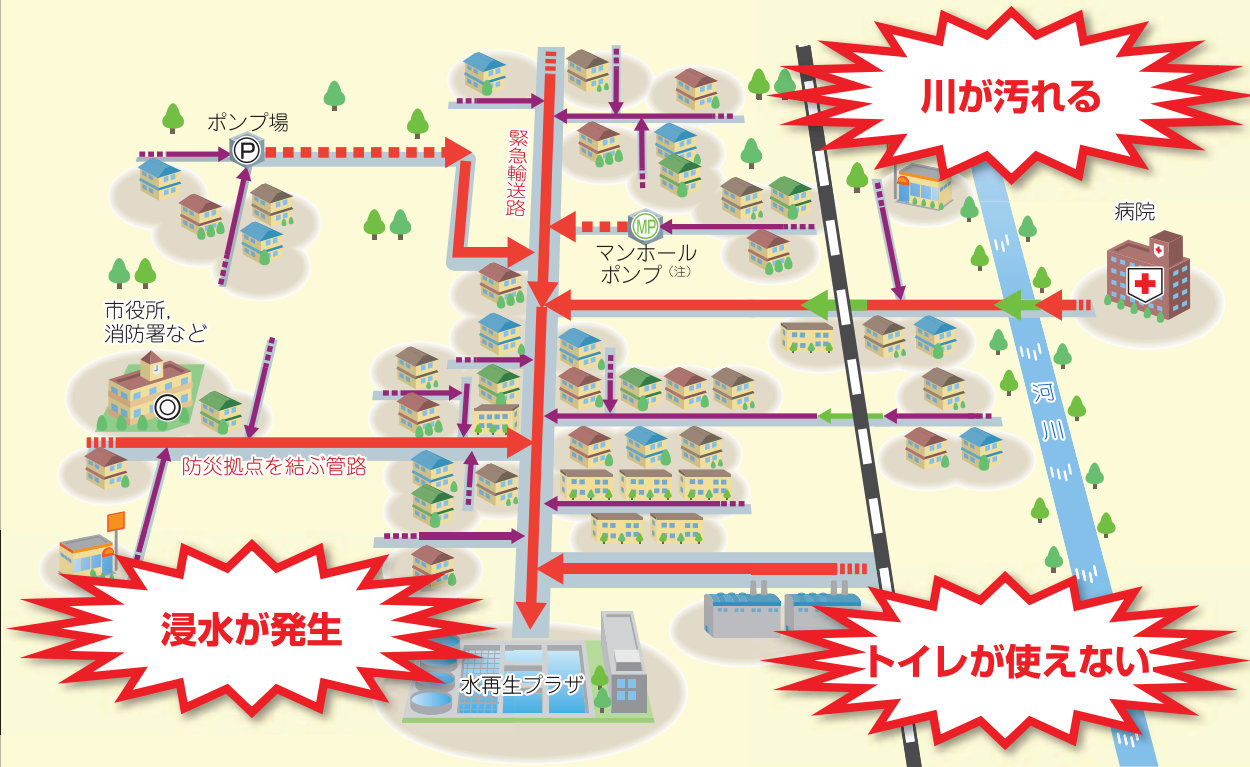 川が汚れる
ポンプ場
P
緊急輸送路
病院
MP
マンホール
ポンプ(注)
市役所,
消防署など
河川
防災拠点を結ぶ管路
浸水が発生
トイレが使えない
水再生プラザ